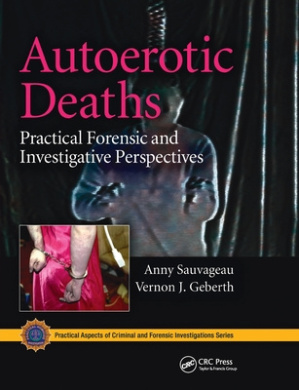 Autoerotic
Deaths
Practical Forensic and
Investigative Perspectives
Anny Sauvageau
Vernon J. Geberth
Practical Aspects of Criminal and Forensic Investigations Series
CRC Press
Taylor & Francis Group